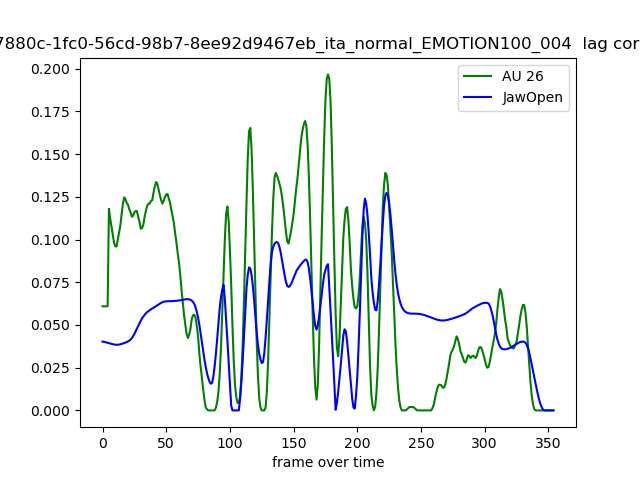 7880c-1fc0-56cd-98b7-8ee92d9467eb_ita_normal_EMOTION100_004 lag cor
AU 26
JawOpen
0.200
0.175
0.150
0.125
0.100
0.075
0.050
0.025
0.000
0 50 100 150 200 250 300 350
frame over time